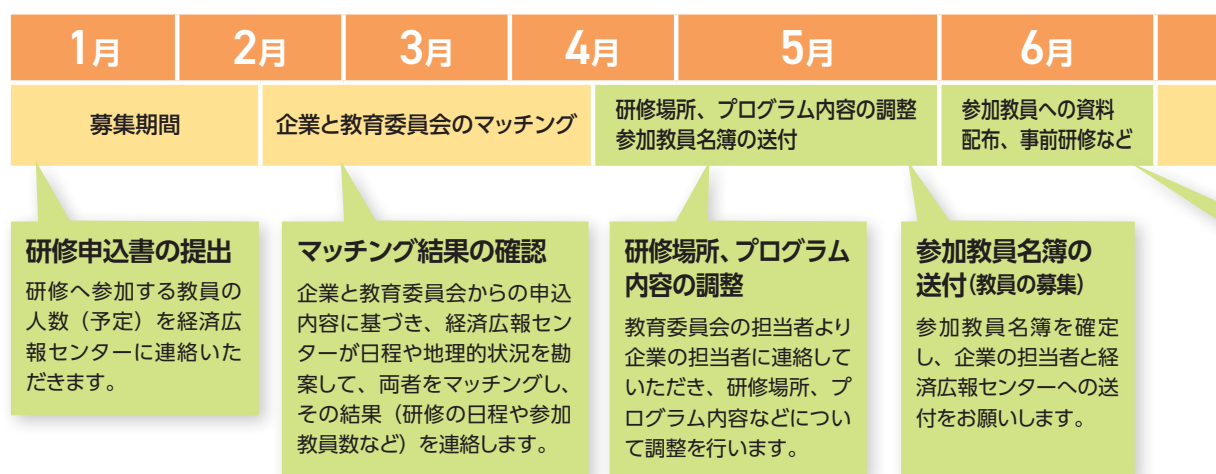 1月 2月 3月 4月 5月 6月
募集期間
企業と教育委員会のマッチング
研修場所、プログラム内容の調整
参加教員名簿の送付
参加教員への資料
配布、事前研修など
研修申込書の提出
研修へ参加する教員の
人数（予定）を経済広
報センターに連絡いた
だきます。
マッチング結果の確認
企業と教育委員会からの申込
内容に基づき、経済広報セン
ターが日程や地理的状況を勘
案して、両者をマッチングし、
その結果（研修の日程や参加
教員数など）を連絡します。
研修場所、プログラム
内容の調整
教育委員会の担当者より
企業の担当者に連絡して
いただき、研修場所、プ
ログラム内容などについ
て調整を行います。
参加教員名簿の
送付（教員の募集）
参加教員名簿を確定
し、企業の担当者と経
済広報センターへの送
付をお願いします。